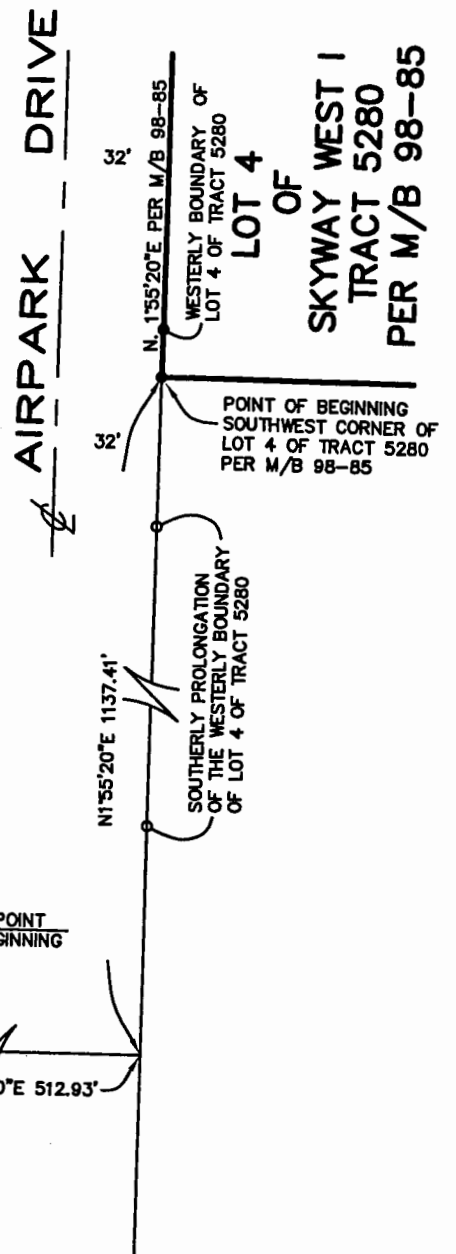 ℄ AIRPARK DRIVE
32'
N. 1°55'20"E PER M/B 98-85
WESTERLY BOUNDARY OF
LOT 4 OF TRACT 5280
LOT 4
OF
SKYWAY WEST I
TRACT 5280
PER M/B 98-85
32'
POINT OF BEGINNING
SOUTHWEST CORNER OF
LOT 4 OF TRACT 5280
PER M/B 98-85
N1°55'20"E 1137.41'
SOUTHERLY PROLONGATION
OF THE WESTERLY BOUNDARY
OF LOT 4 OF TRACT 5280
POINT
GINNING
0"E 512.93'